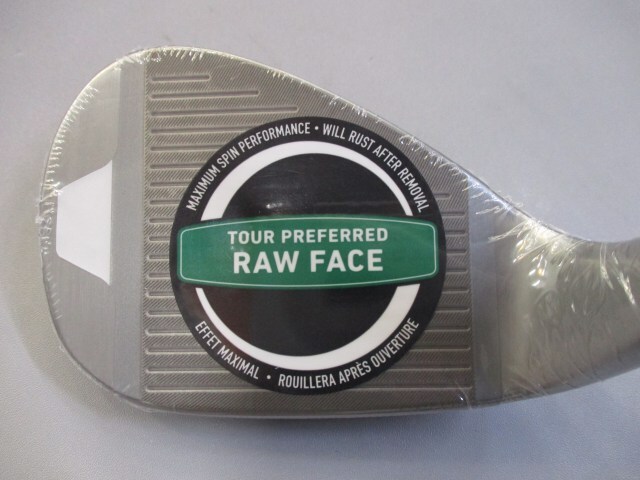 MAXIMUM SPIN PERFORMANCE • WILL RUST AFTER REMOVAL
TOUR PREFERRED
RAW FACE
EFFET MAXIMAL • ROUILLERA APRÈS OUVERTURE